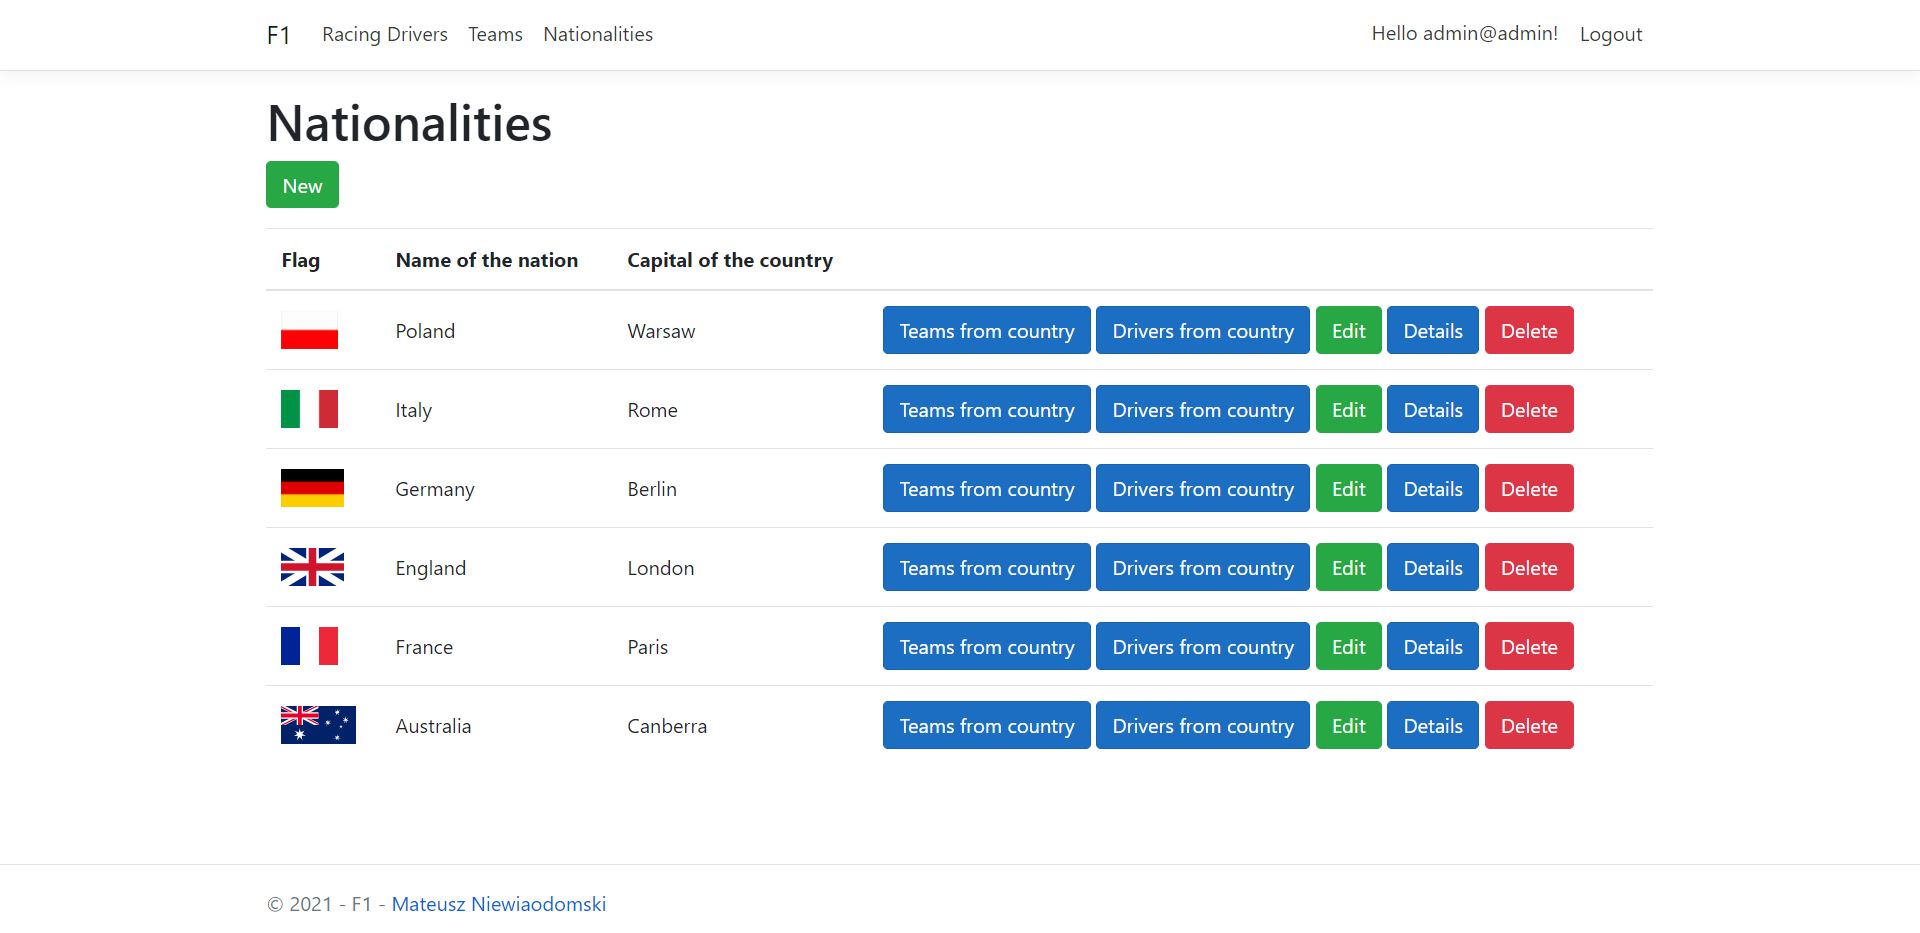 F1 Racing Drivers Teams Nationalities Hello admin@admin! Logout
Nationalities
New
Flag Name of the nation Capital of the country
Poland Warsaw Teams from country Drivers from country Edit Details Delete
Italy Rome Teams from country Drivers from country Edit Details Delete
Germany Berlin Teams from country Drivers from country Edit Details Delete
England London Teams from country Drivers from country Edit Details Delete
France Paris Teams from country Drivers from country Edit Details Delete
Australia Canberra Teams from country Drivers from country Edit Details Delete
© 2021 - F1 - Mateusz Niewiaodomski